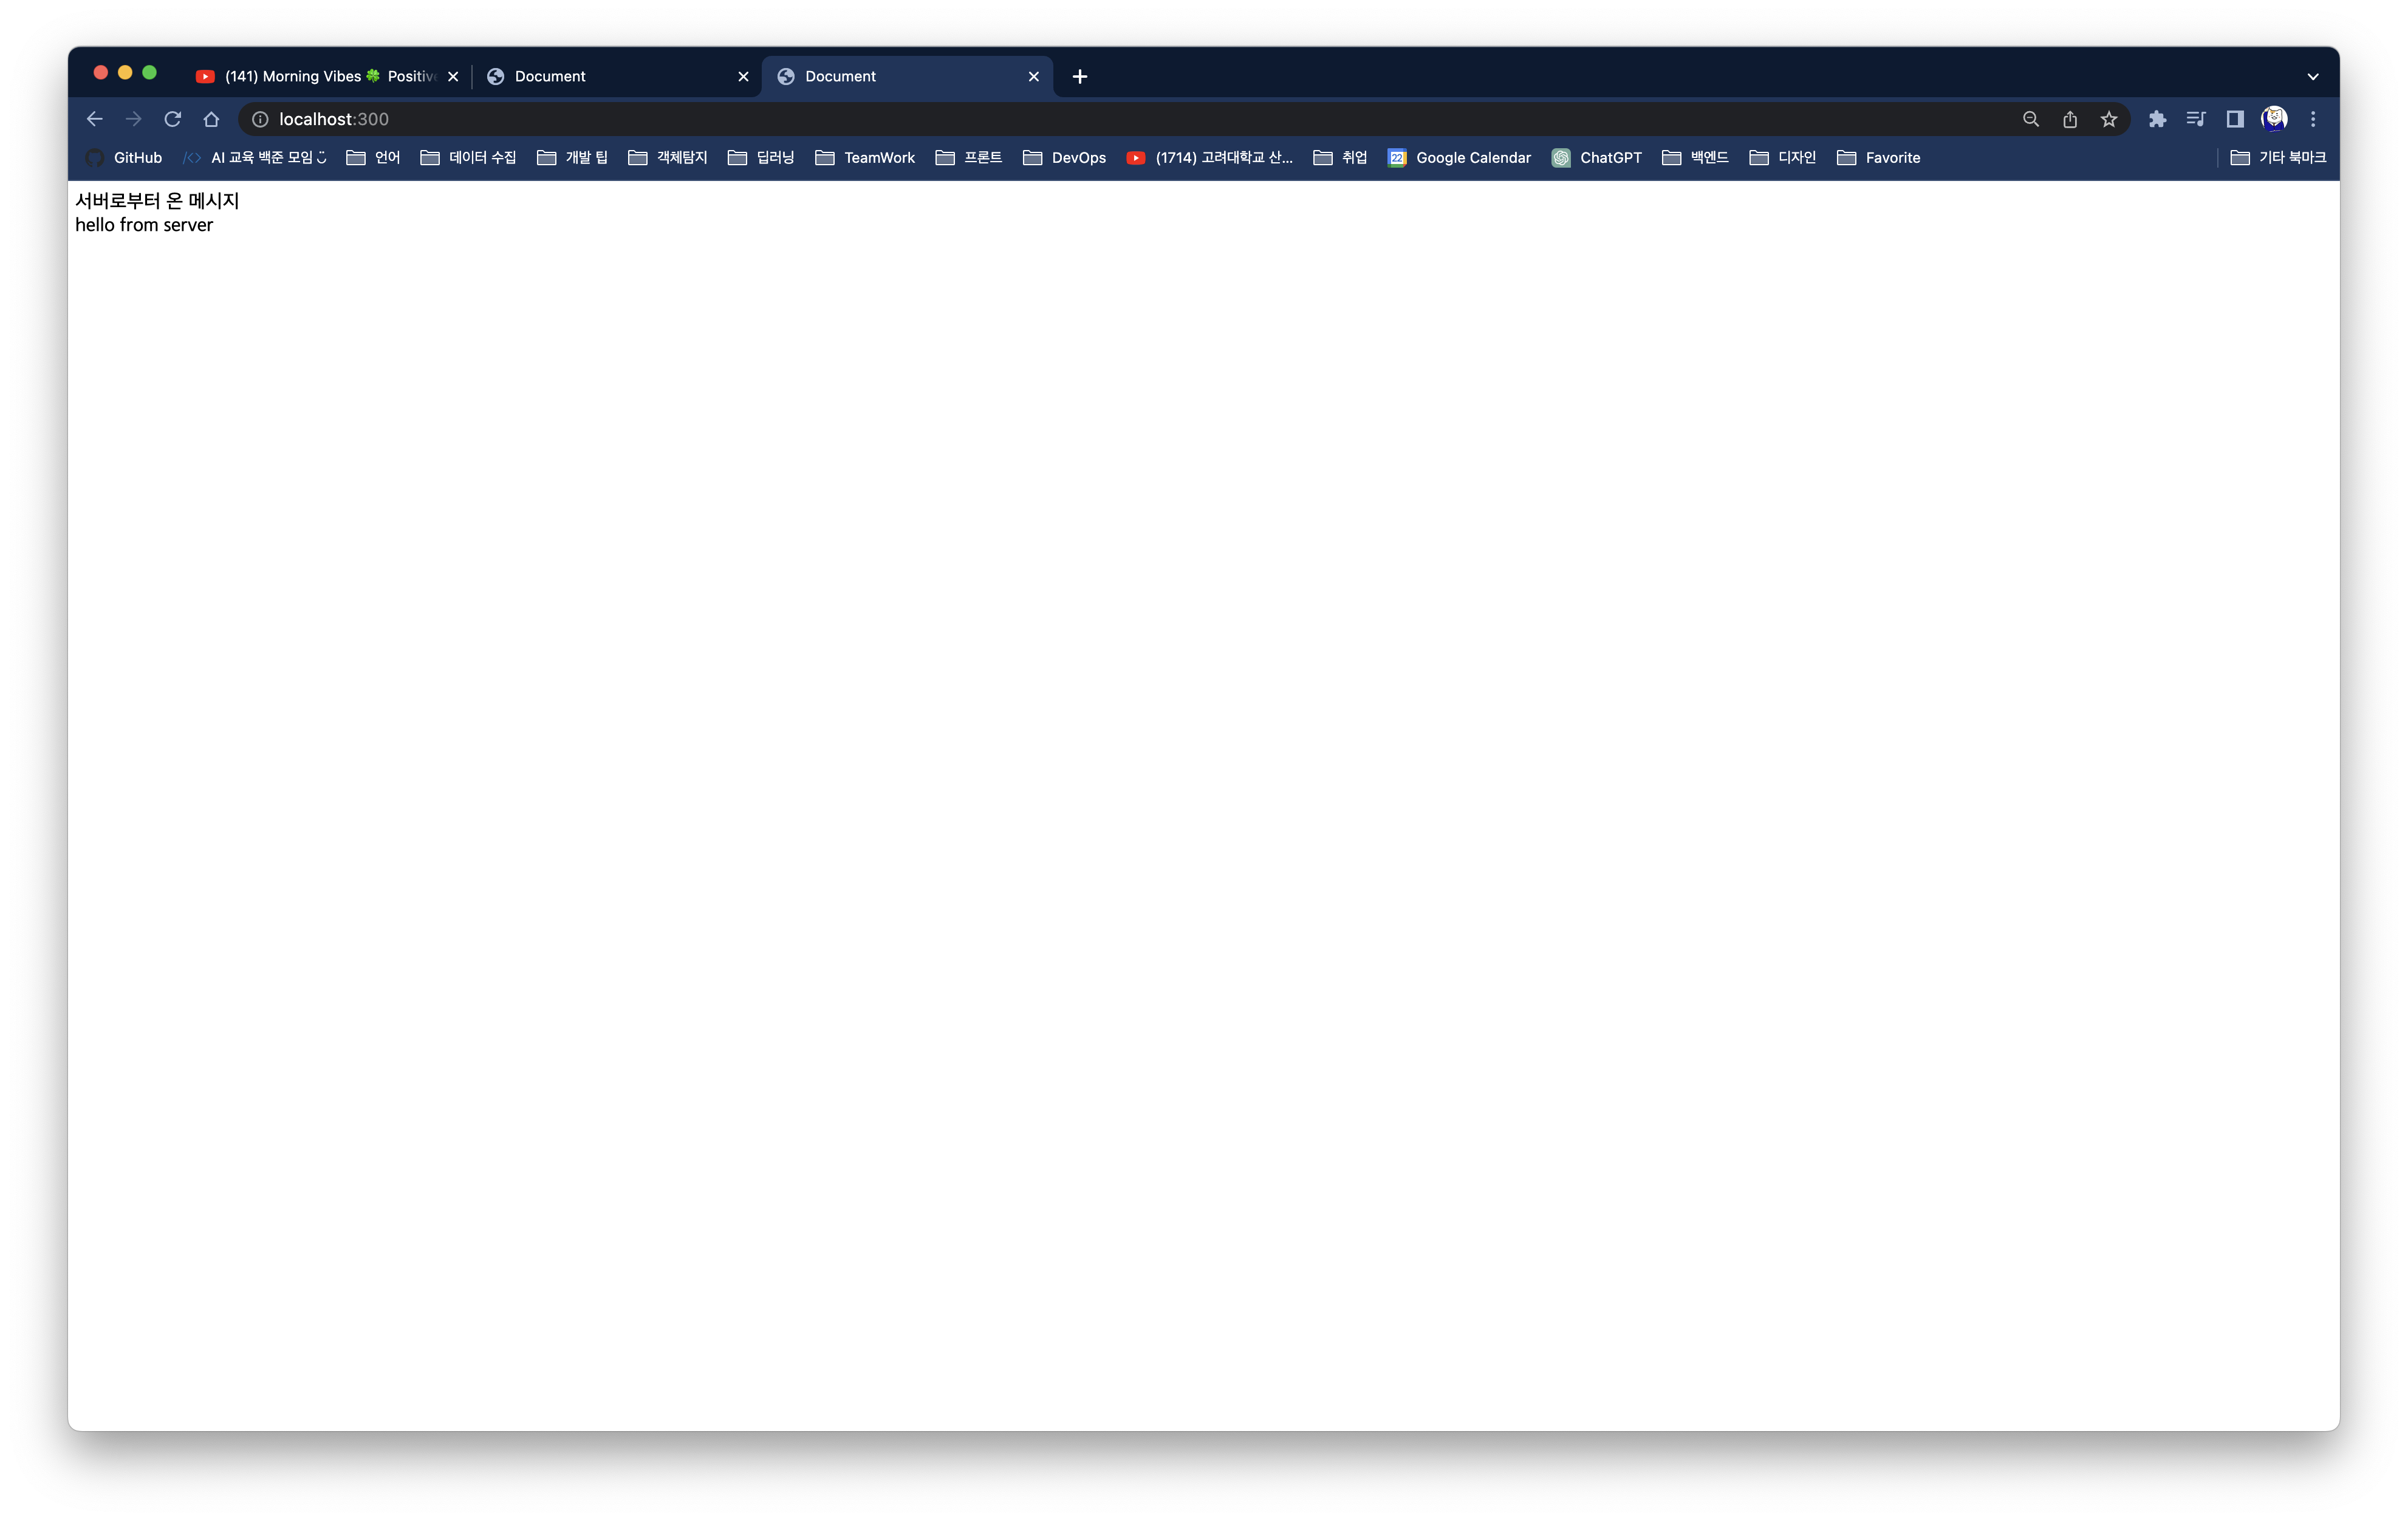 (141) Morning Vibes 🍀 Positive
Document
Document
localhost:300
GitHub
AI 교육 백준 모임 ت
언어
데이터 수집
개발 팁
객체탐지
딥러닝
TeamWork
프론트
DevOps
(1714) 고려대학교 산...
취업
22
Google Calendar
ChatGPT
백엔드
디자인
Favorite
기타 북마크
서버로부터 온 메시지
hello from server